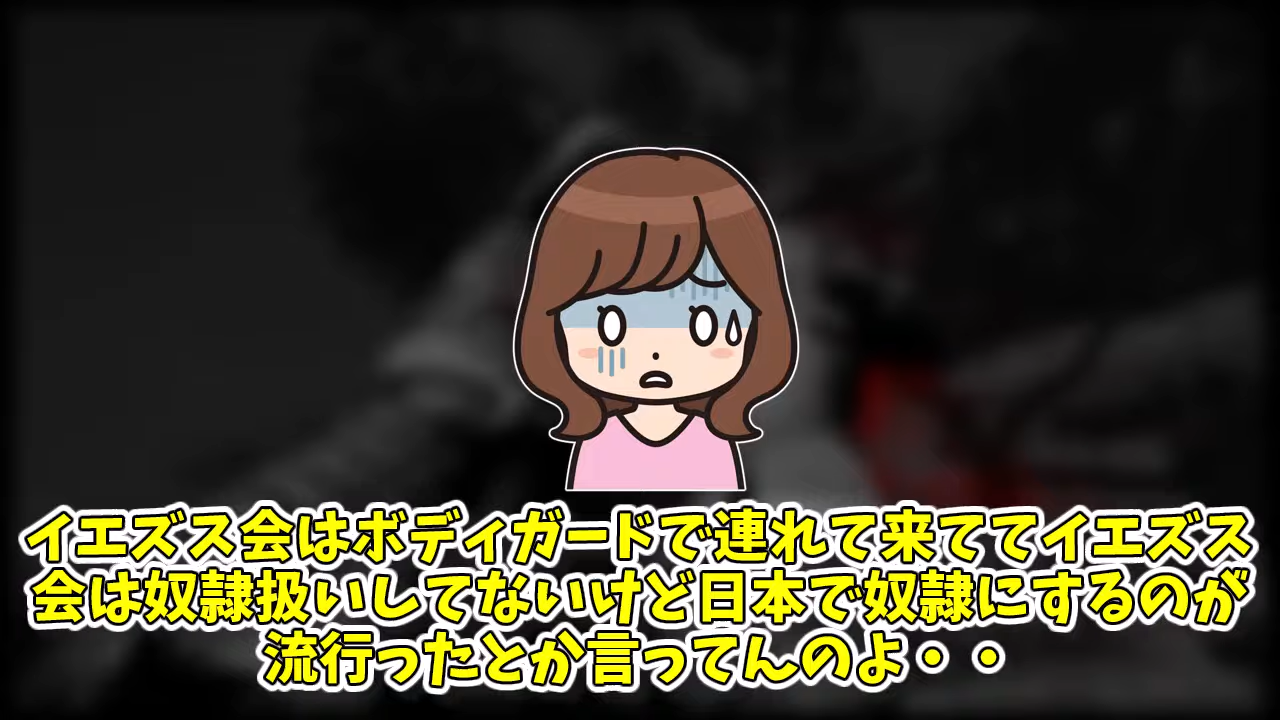 イエズス会はボディガードで連れて来ててイエズス
会は奴隷扱いしてないけど日本で奴隷にするのが
流行ったとか言ってんのよ・・